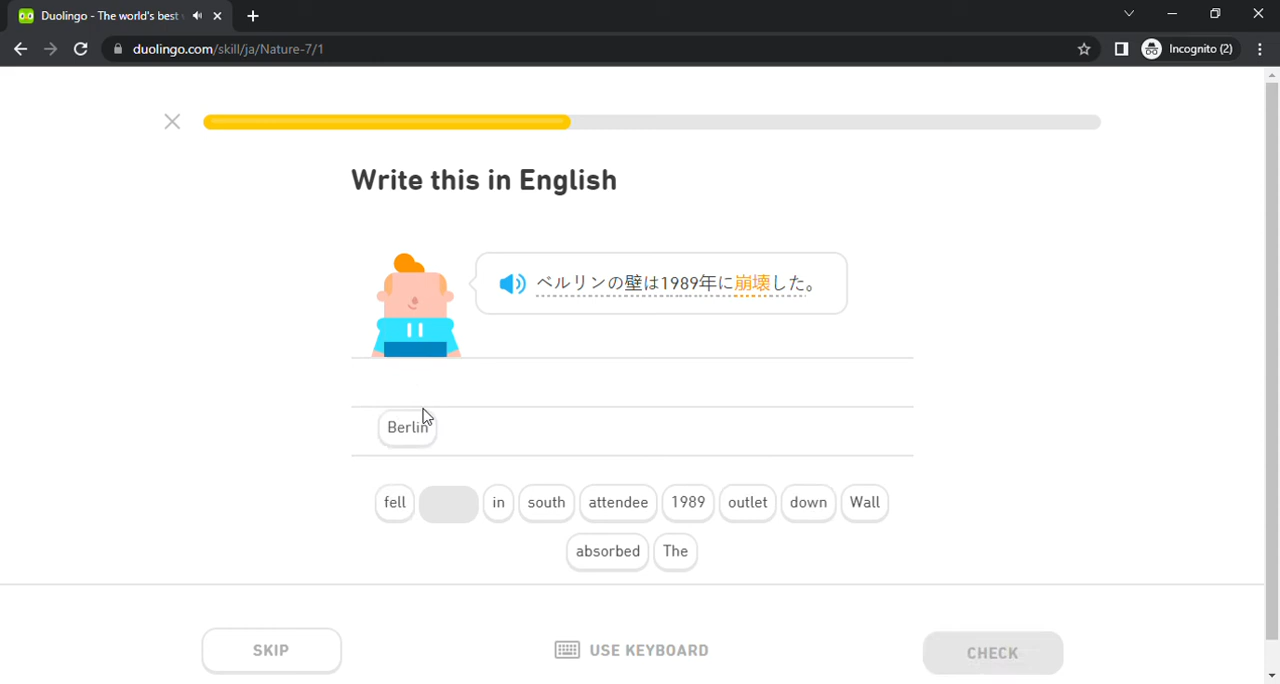 Duolingo - The world's best
duolingo.com/skill/ja/Nature-7/1
Incognito (2)
Write this in English
ベルリンの壁は1989年に崩壊した。
Berlin
fell in south attendee 1989 outlet down Wall
absorbed The
SKIP
USE KEYBOARD
CHECK